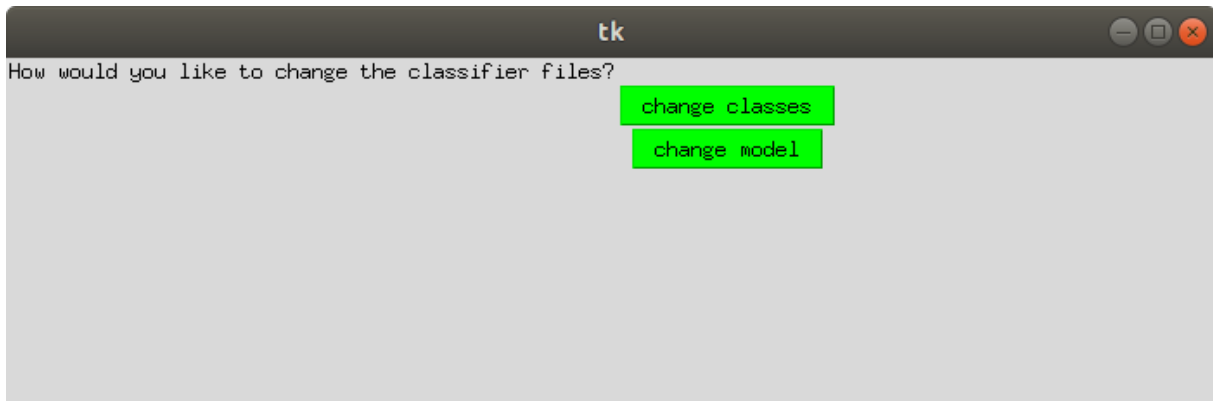 tk
How would you like to change the classifier files?
change classes
change model